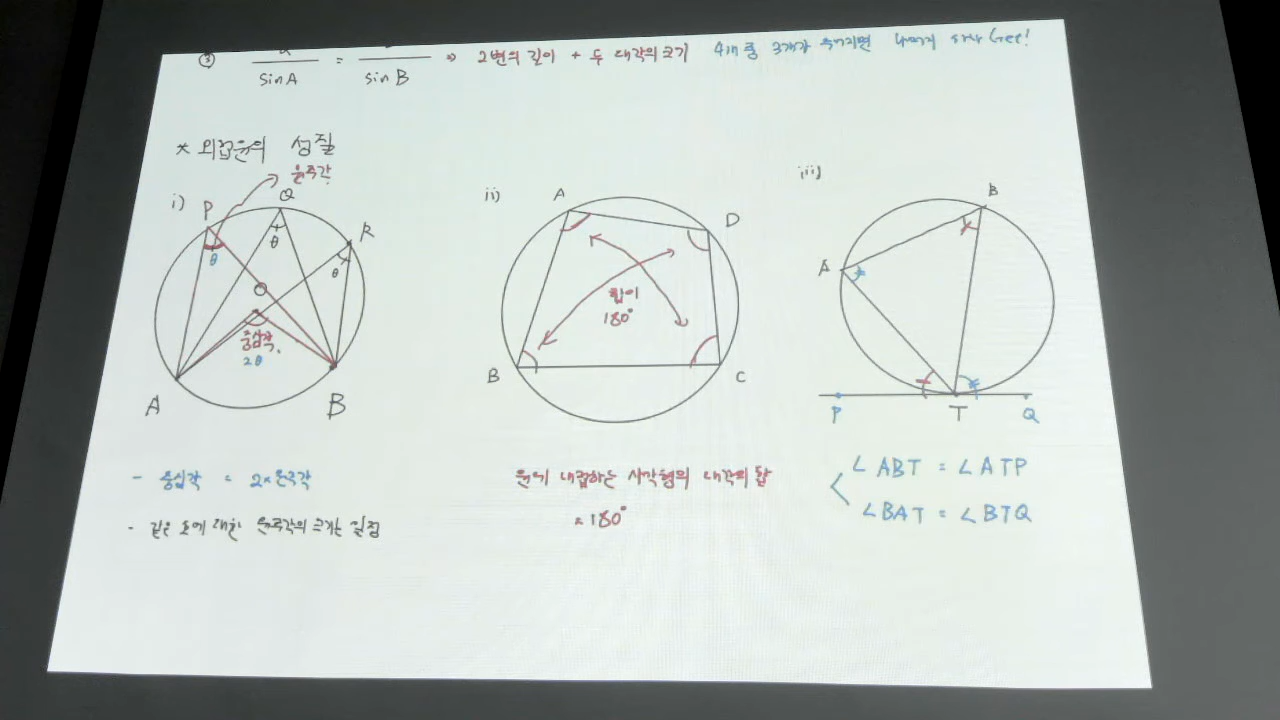 ③ sinA = sinB ⇒ 2변의 길이 + 두 대각의 크기 4개 중 3개가 주어지면 나머지 하나 Get!
* 외접원의 성질
원주각
i) P Q R
θ θ θ
O
중심각
2θ
A B
- 중심각 = 2×원주각
- 같은 호에 대한 원주각의 크기는 일정
ii) A D
합이
180°
B C
원에 내접하는 사각형의 대각의 합
= 180°
iii) B
A
P T Q
∠ABT = ∠ATP
∠BAT = ∠BTQ